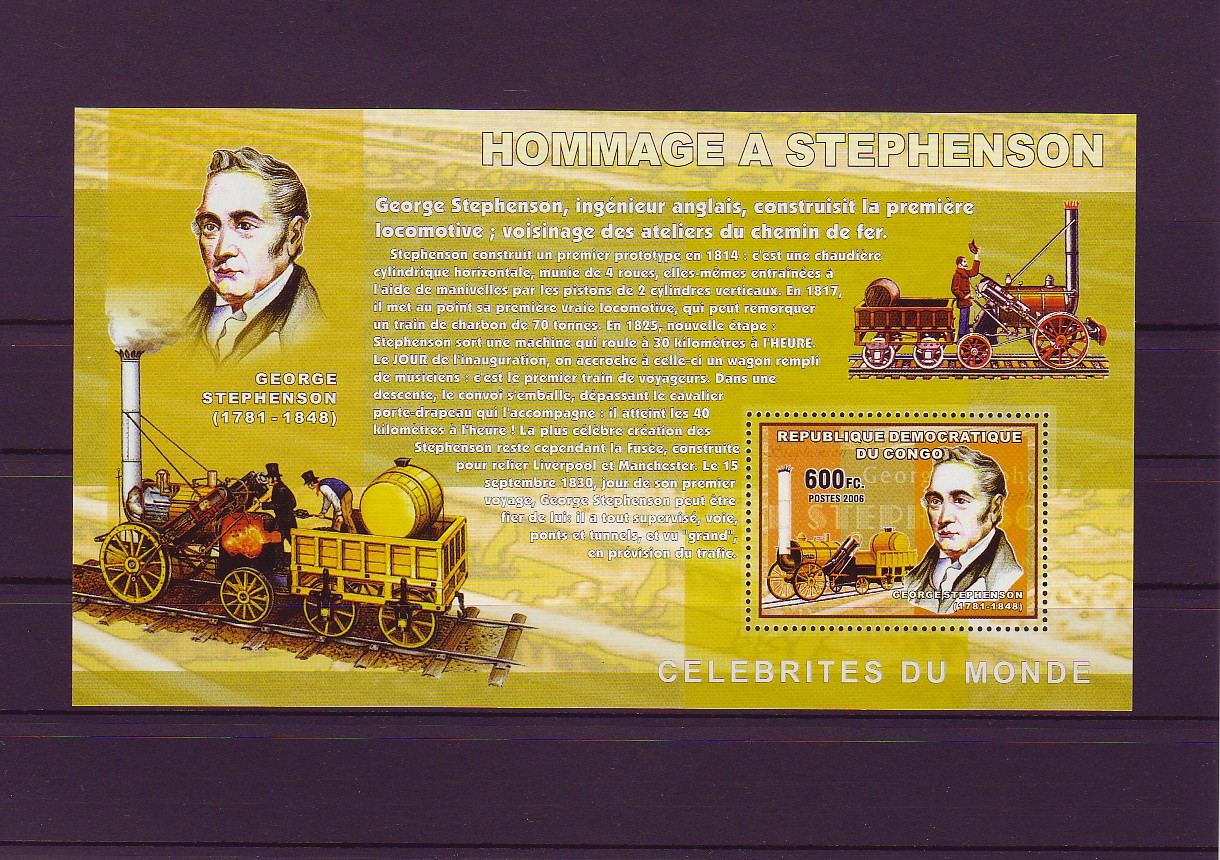 HOMMAGE A STEPHENSON
George Stephenson, ingénieur anglais, construisit la première
locomotive ; voisinage des ateliers du chemin de fer.
Stephenson construit un premier prototype en 1814 : c'est une chaudière
cylindrique horizontale, munie de 4 roues, elles-mêmes entraînées à
l'aide de manivelles par les pistons de 2 cylindres verticaux. En 1817,
il met au point sa première vraie locomotive, qui peut remorquer
un train de charbon de 70 tonnes. En 1825, nouvelle étape :
Stephenson sort une machine qui roule à 30 kilomètres à l'HEURE.
Le JOUR de l'inauguration, on accroche à celle-ci un wagon rempli
de musiciens : c'est le premier train de voyageurs. Dans une
descente, le convoi s'emballe, dépassant le cavalier
porte-drapeau qui l'accompagne : il atteint les 40
kilomètres à l'heure ! La plus célèbre création des
Stephenson reste cependant la Fusée, construite
pour relier Liverpool et Manchester. Le 15
septembre 1830, jour de son premier
voyage, George Stephenson peut être
fier de lui: il a tout supervisé, voie,
ponts et tunnels, et vu "grand",
en prévision du trafic.
GEORGE
STEPHENSON
(1781-1848)
REPUBLIQUE DEMOCRATIQUE
DU CONGO
600FC.
POSTES 2006
GEORGE STEPHENSON
(1781-1848)
CELEBRITES DU MONDE